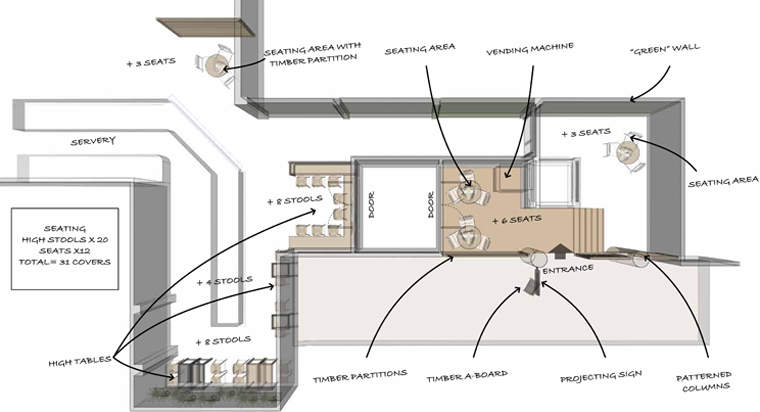 SEATING AREA WITH
TIMBER PARTITION
SEATING AREA
VENDING MACHINE
"GREEN" WALL
+ 3 SEATS
SERVERY
+ 3 SEATS
SEATING AREA
+ 8 STOOLS
DOOR
DOOR
+ 6 SEATS
SEATING
HIGH STOOLS X 20
SEATS X12
TOTAL= 31 COVERS
ENTRANCE
+ 4 STOOLS
+ 8 STOOLS
HIGH TABLES
TIMBER PARTITIONS
TIMBER A-BOARD
PROJECTING SIGN
PATTERNED
COLUMNS